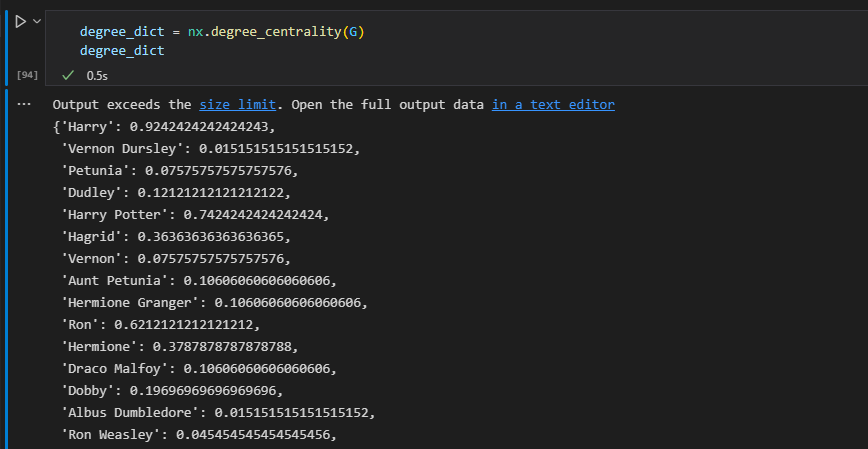 degree_dict = nx.degree_centrality(G)
degree_dict
[94]
0.5s
Output exceeds the size limit. Open the full output data in a text editor
{'Harry': 0.9242424242424243,
'Vernon Dursley': 0.015151515151515152,
'Petunia': 0.07575757575757576,
'Dudley': 0.12121212121212122,
'Harry Potter': 0.7424242424242424,
'Hagrid': 0.36363636363636365,
'Vernon': 0.07575757575757576,
'Aunt Petunia': 0.10606060606060606,
'Hermione Granger': 0.10606060606060606,
'Ron': 0.6212121212121212,
'Hermione': 0.3787878787878788,
'Draco Malfoy': 0.10606060606060606,
'Dobby': 0.19696969696969696,
'Albus Dumbledore': 0.015151515151515152,
'Ron Weasley': 0.045454545454545456,